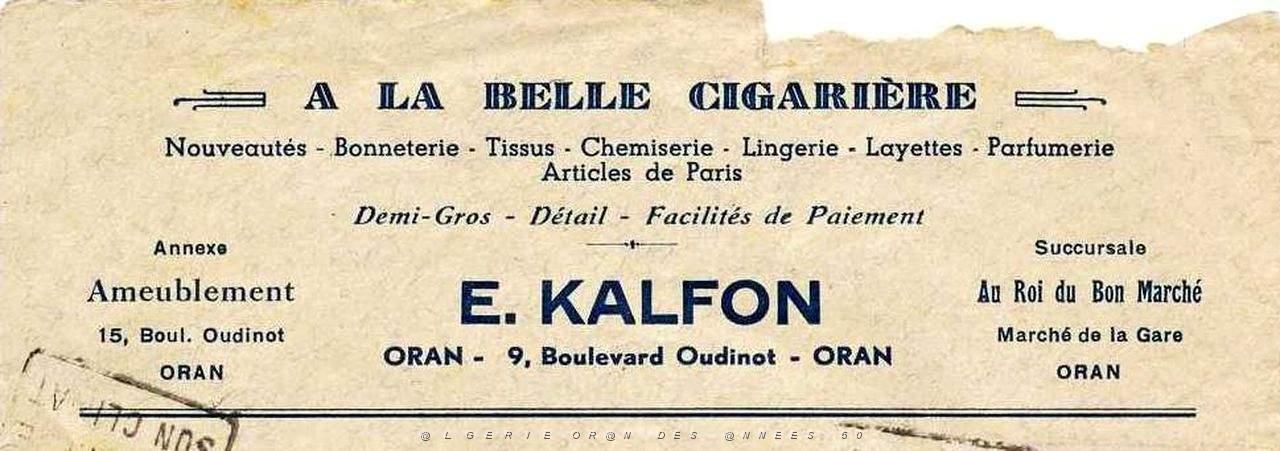 A LA BELLE CIGARIÈRE
Nouveautés - Bonneterie - Tissus - Chemiserie - Lingerie - Layettes - Parfumerie
Articles de Paris
Demi-Gros - Détail - Facilités de Paiement
Annexe
Ameublement
15, Boul. Oudinot
ORAN
E. KALFON
ORAN - 9, Boulevard Oudinot - ORAN
Succursale
Au Roi du Bon Marché
Marché de la Gare
ORAN
@LGERIE OR@N DES @NNEES 50